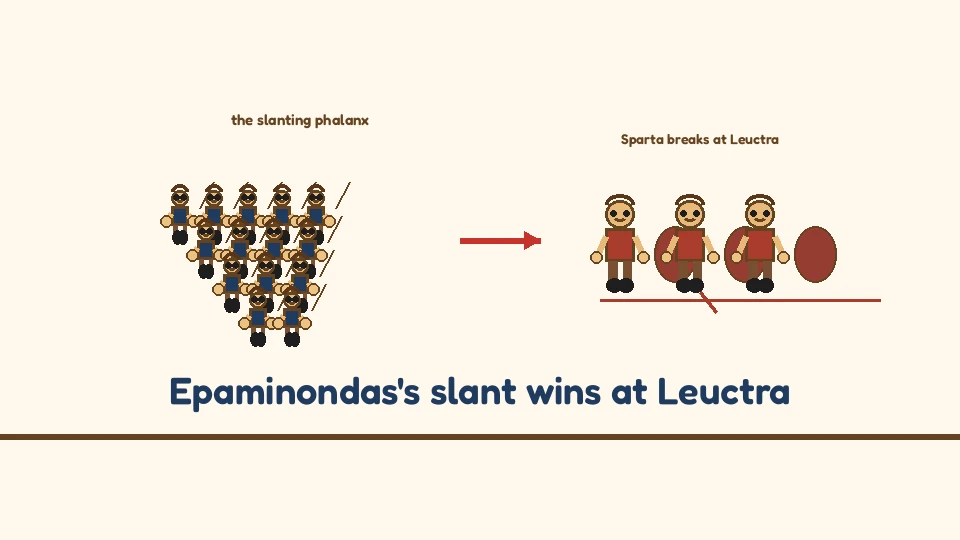 the slanting phalanx
Sparta breaks at Leuctra
Epaminondas's slant wins at Leuctra